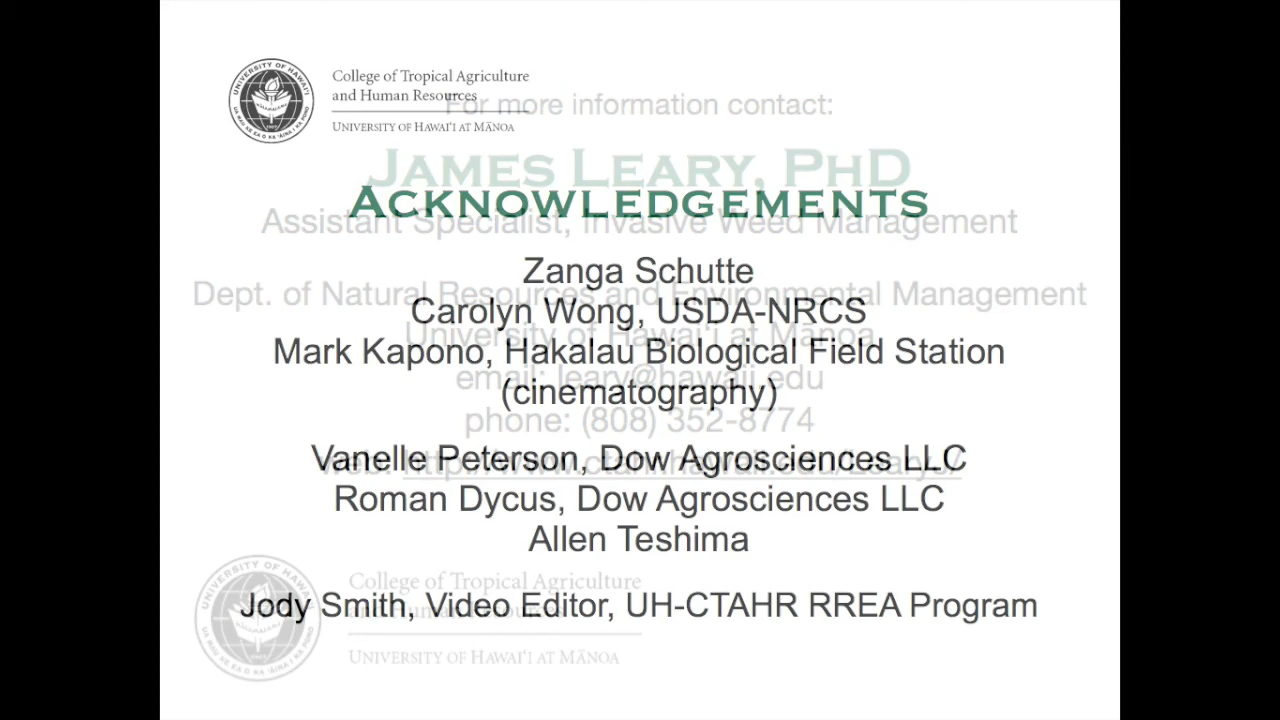 College of Tropical Agriculture
and Human Resources
UNIVERSITY OF HAWAI'I AT MĀNOA
For more information contact:
JAMES LEARY, PHD
ACKNOWLEDGEMENTS
Assistant Specialist, Invasive Weed Management
Zanga Schutte
Dept. of Natural Resources and Environmental Management
Carolyn Wong, USDA-NRCS
University of Hawai'i at Mānoa
Mark Kapono, Hakalau Biological Field Station
email: leary@hawaii.edu
(cinematography)
phone: (808) 352-8774
Vanelle Peterson, Dow Agrosciences LLC
Roman Dycus, Dow Agrosciences LLC
Allen Teshima
College of Tropical Agriculture
and Human Resources
Jody Smith, Video Editor, UH-CTAHR RREA Program
UNIVERSITY OF HAWAI'I AT MĀNOA